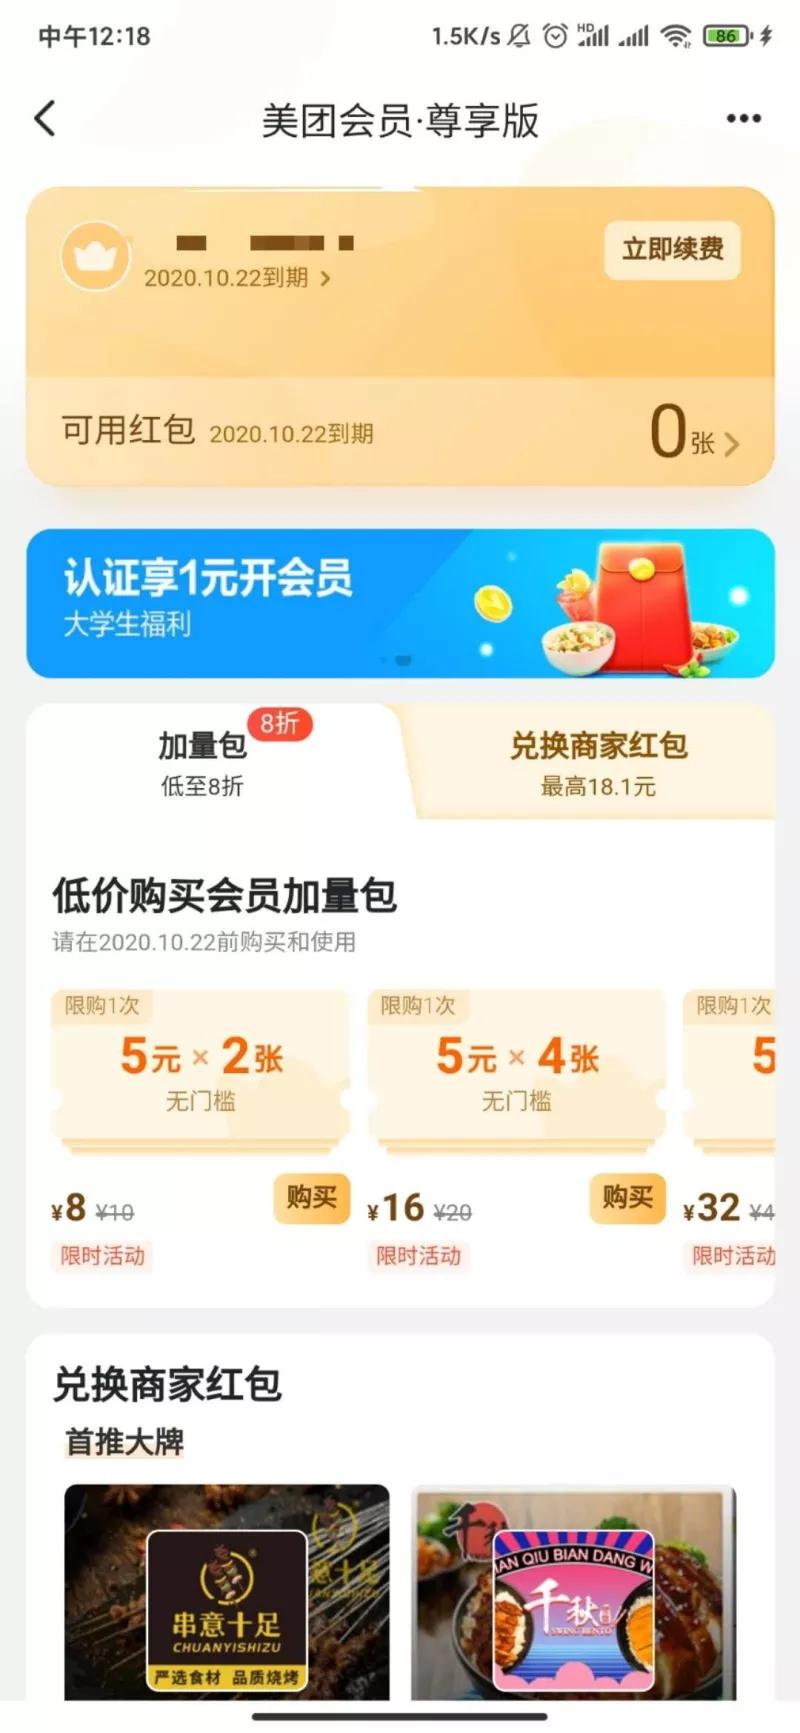 中午12:18
1.5K/s
HD
86
美团会员·尊享版
2020.10.22到期
立即续费
可用红包 2020.10.22到期
0张
认证享1元开会员
大学生福利
加量包
8折
低至8折
兑换商家红包
最高18.1元
低价购买会员加量包
请在2020.10.22前购买和使用
限购1次
5元 × 2张
无门槛
¥8 ¥10
购买
限时活动
限购1次
5元 × 4张
无门槛
¥16 ¥20
购买
限时活动
限购1次
5
¥32 ¥4
限时活动
兑换商家红包
首推大牌
串意十足
CHUANYISHIZU
严选食材 品质烧烤
意十足
千秋
AN QIU BIAN DANG W
千秋